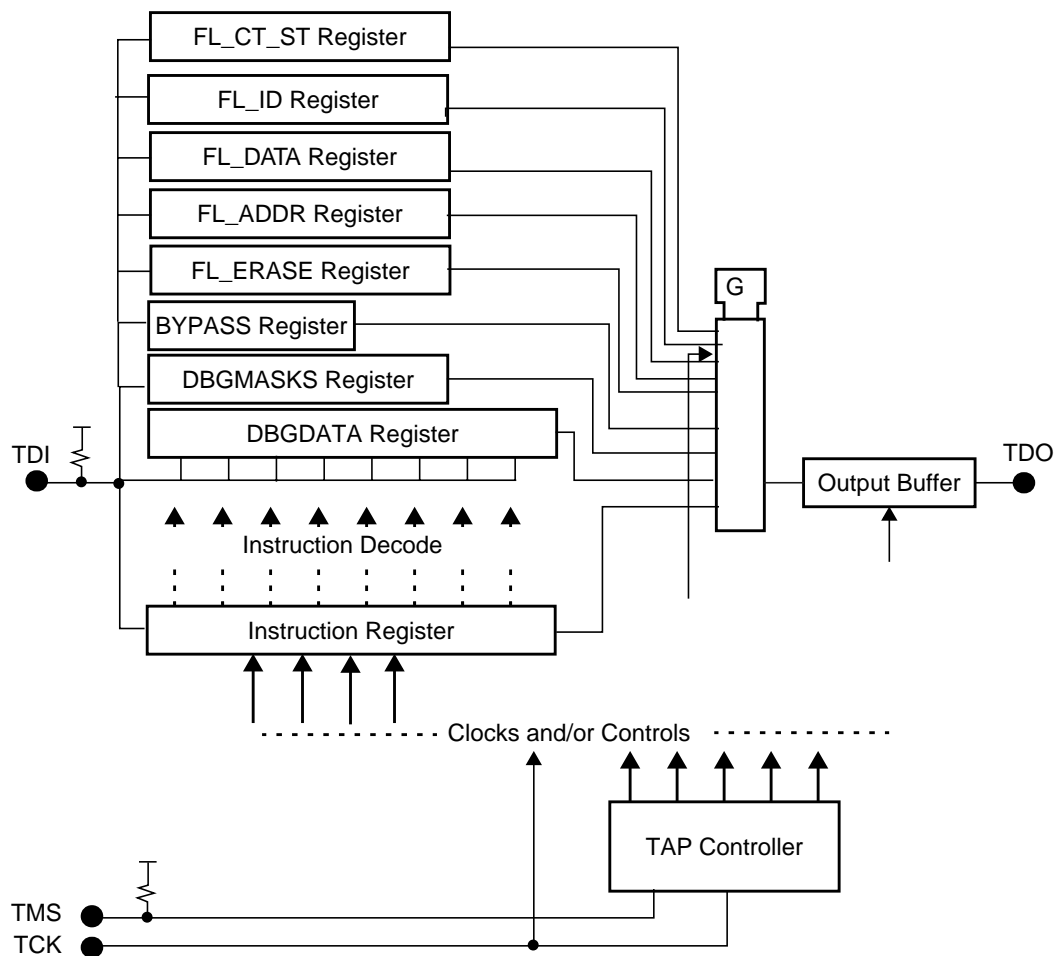 FL_CT_ST Register
FL_ID Register
FL_DATA Register
FL_ADDR Register
FL_ERASE Register
G
BYPASS Register
DBGMASKS Register
DBGDATA Register
TDI
TDO
Output Buffer
Instruction Decode
Instruction Register
Clocks and/or Controls
TAP Controller
TMS
TCK